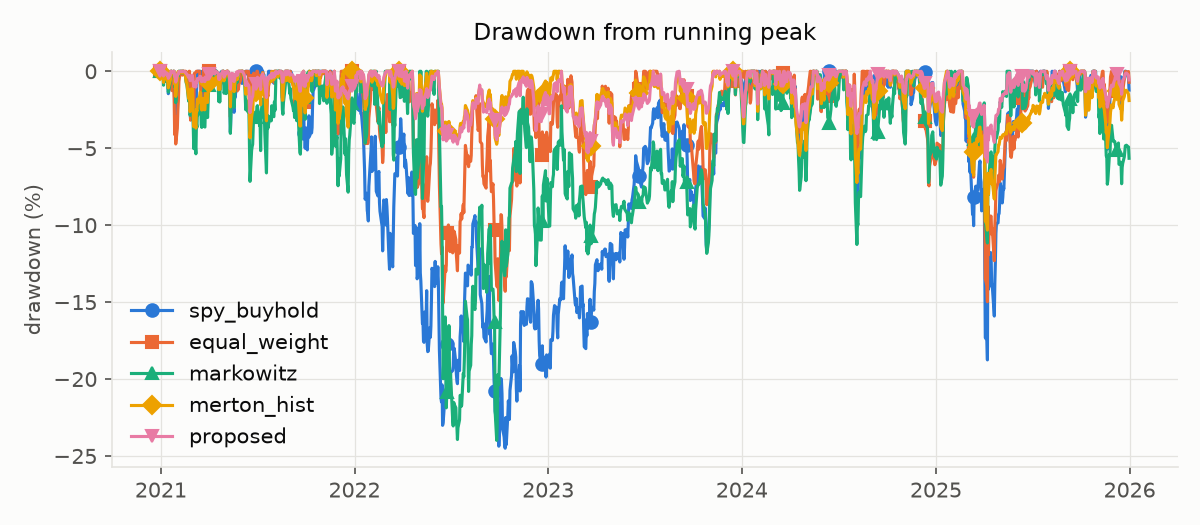 Drawdown from running peak
drawdown (%)
0
−5
−10
−15
−20
−25
spy_buyhold
equal_weight
markowitz
merton_hist
proposed
2021 2022 2023 2024 2025 2026